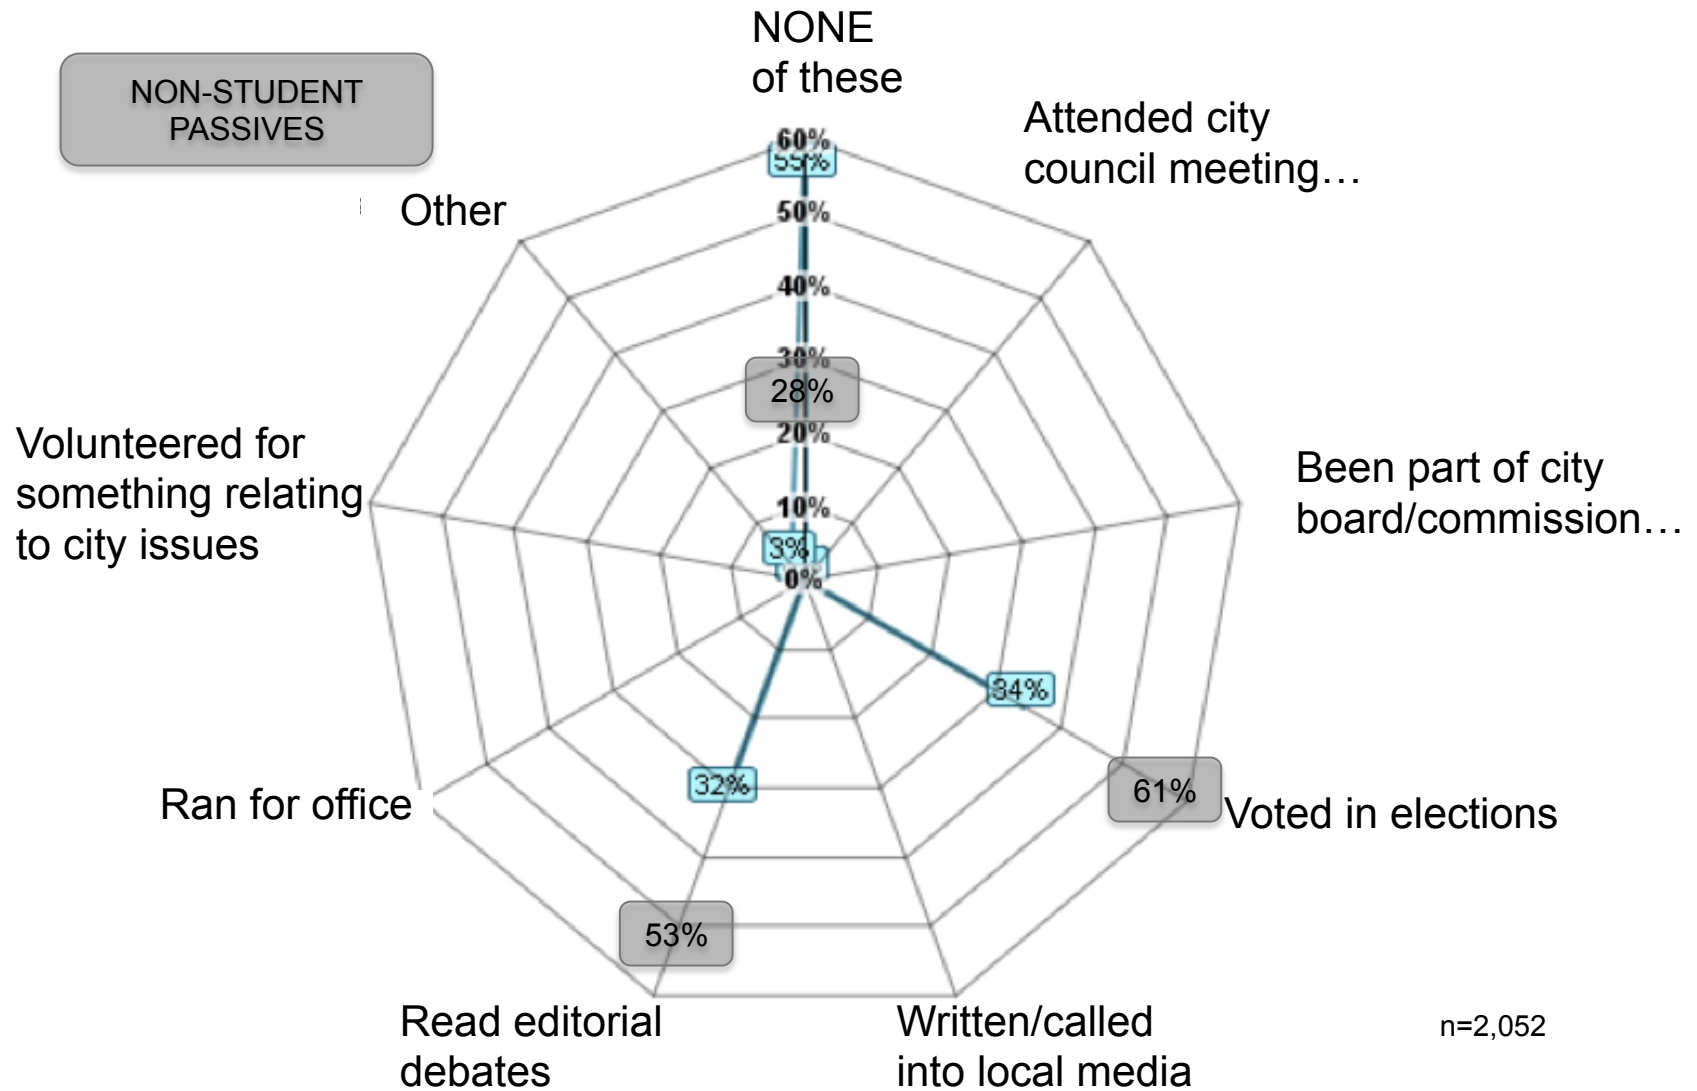 NONE
of these
NON-STUDENT
PASSIVES
Attended city
council meeting…
Other
60%
55%
50%
40%
30%
28%
20%
10%
3%
0%
Volunteered for
something relating
to city issues
Been part of city
board/commission…
34%
32%
Ran for office
61%
Voted in elections
53%
Read editorial
debates
Written/called
into local media
n=2,052